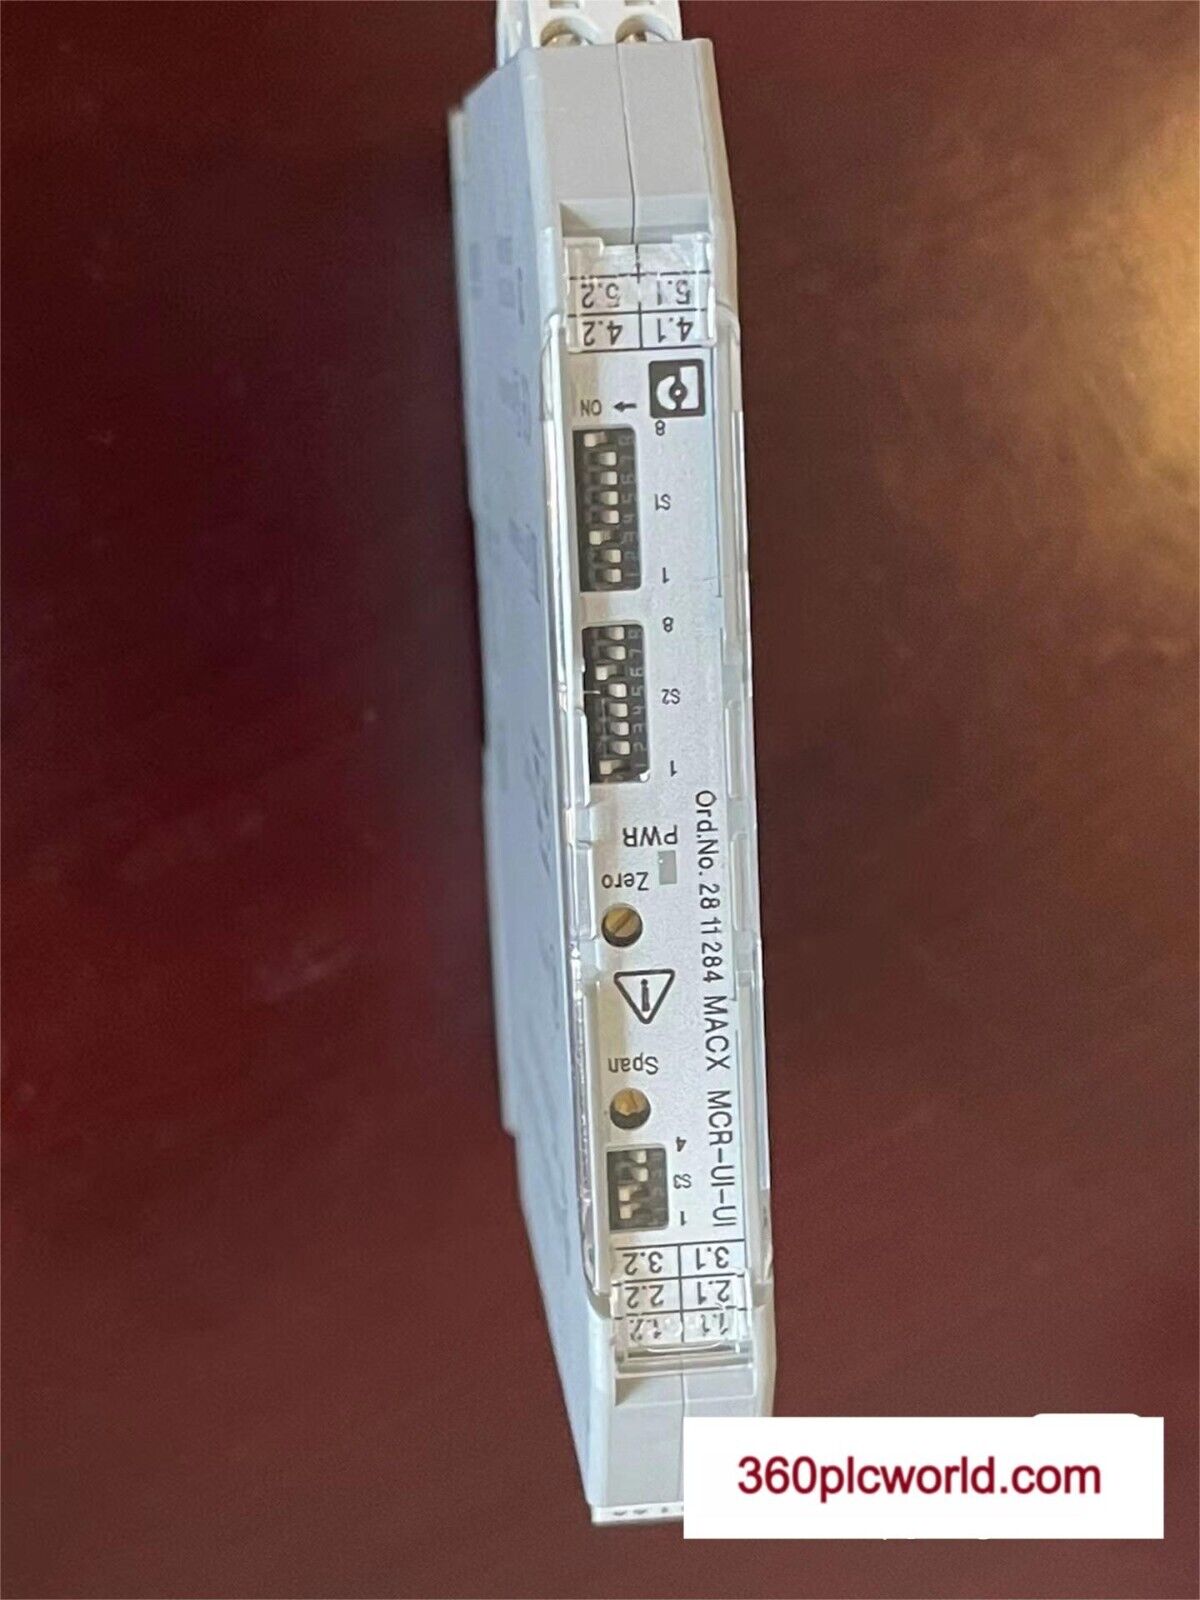 1.1 1.2
2.1 2.2
3.1 3.2
1 S3 4
Span
Zero
PWR
1 S2 8
1 S1 8
ON
4.1 4.2
5.1 5.2
Ord.No. 28 11 284 MACX MCR-UI-UI
360plcworld.com